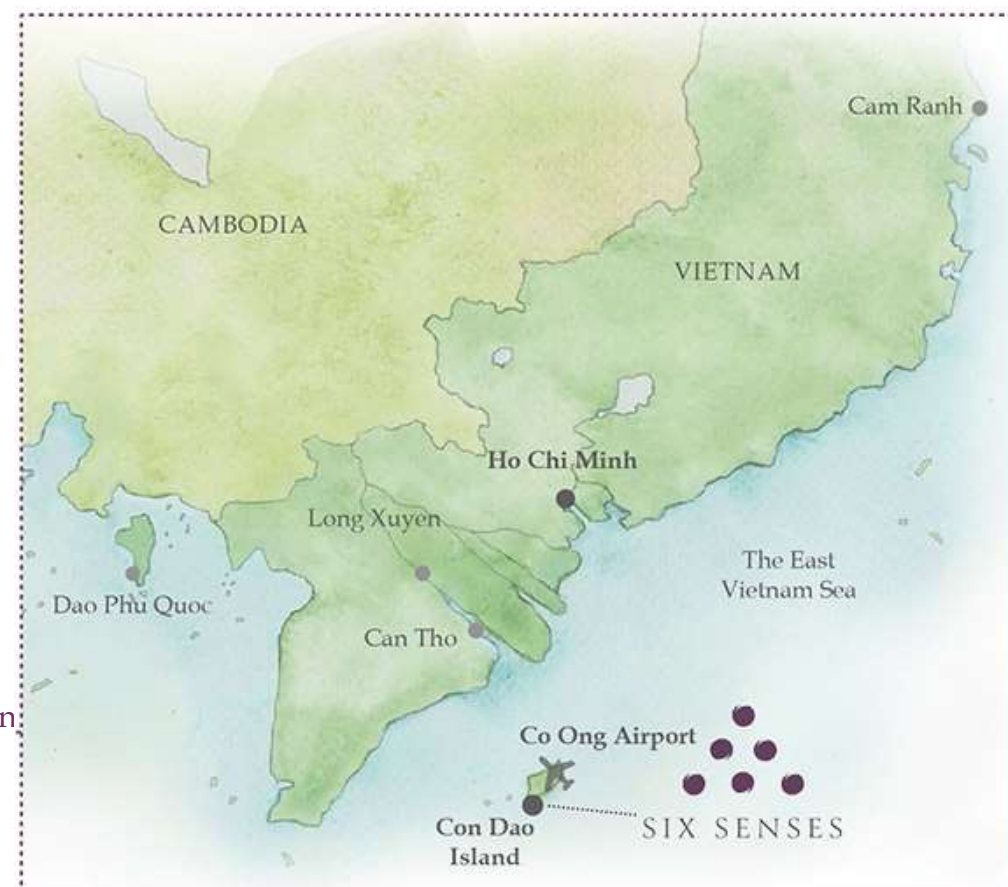 Cam Ranh
CAMBODIA
VIETNAM
Ho Chi Minh
Long Xuyen
The East
Vietnam Sea
Dao Phu Quoc
Can Tho
n
Co Ong Airport
Con Dao
Island
SIX SENSES